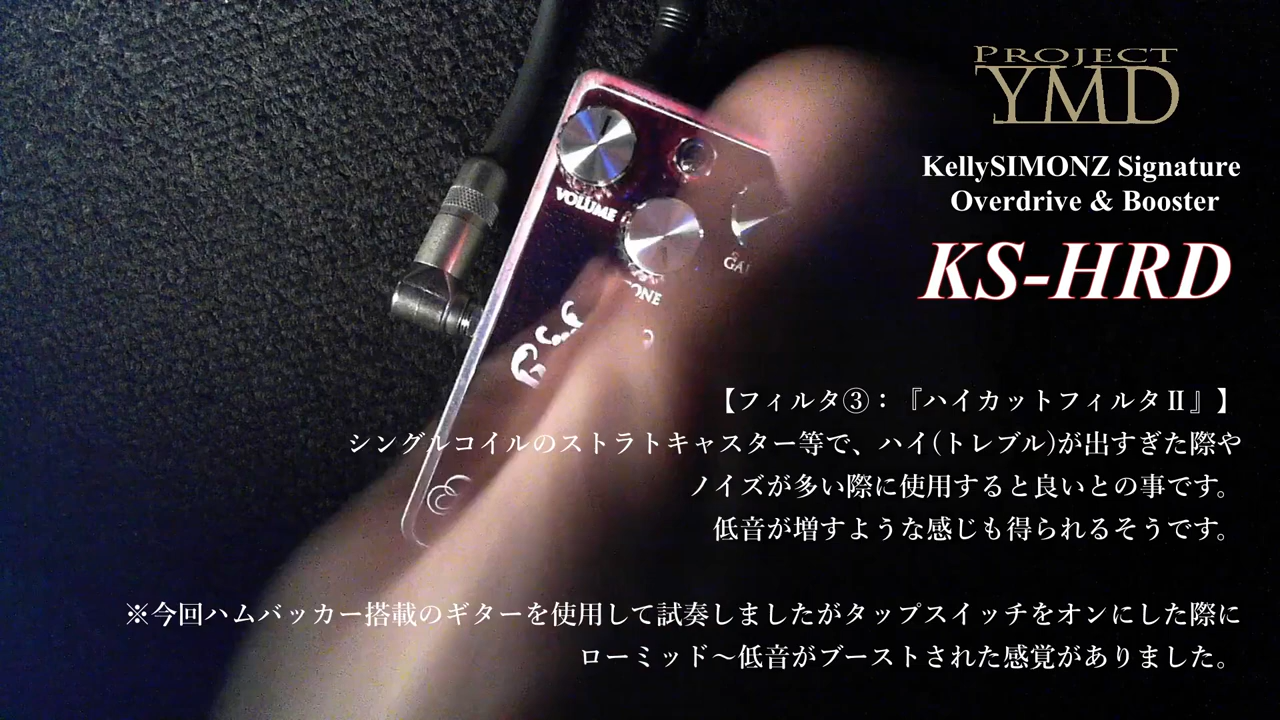 PROJECT
YMD
KellySIMONZ Signature
Overdrive & Booster
KS-HRD
VOLUME
【フィルタ③：『ハイカットフィルタⅡ』】
シングルコイルのストラトキャスター等で、ハイ(トレブル)が出すぎた際や
ノイズが多い際に使用すると良いとの事です。
低音が増すような感じも得られるそうです。
※今回ハムバッカー搭載のギターを使用して試奏しましたがタップスイッチをオンにした際に
ローミッド～低音がブーストされた感覚がありました。